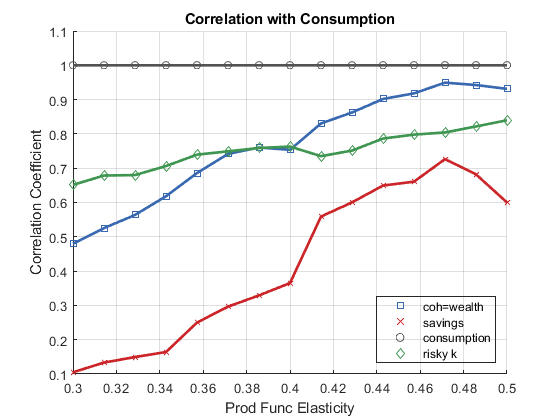 Correlation with Consumption
1.1
1
0.9
0.8
0.7
0.6
0.5
0.4
0.3
0.2
0.1
Correlation Coefficient
coh=wealth
savings
consumption
risky k
0.3 0.32 0.34 0.36 0.38 0.4 0.42 0.44 0.46 0.48 0.5
Prod Func Elasticity